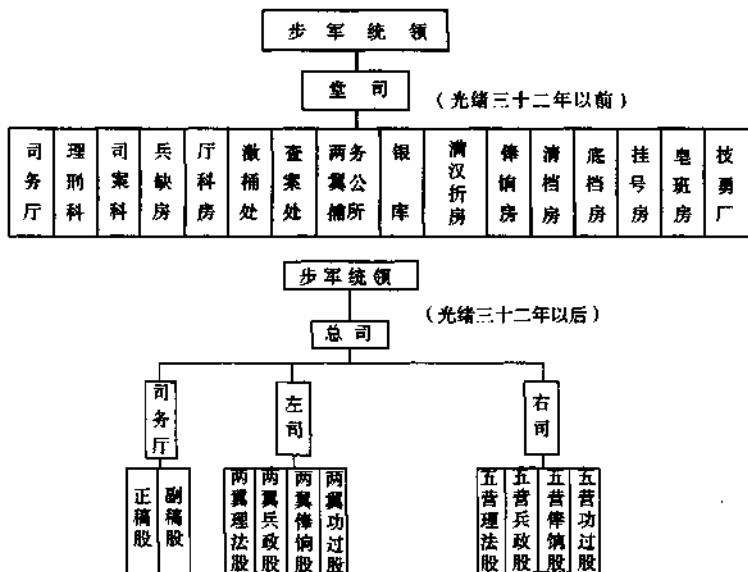 步军统领
堂司
(光绪三十二年以前)
司务厅
理刑科
司案科
兵缺房
厅科房
激桶处
查案处
两翼捕务公所
银库
满汉折房
俸饷房
清档房
底档房
挂号房
皂班房
技勇厂
步军统领
(光绪三十二年以后)
总司
司务厅
左司
右司
正稿股
副稿股
两翼理法股
两翼兵政股
两翼俸饷股
两翼功过股
五营理法股
五营兵政股
五营俸饷股
五营功过股